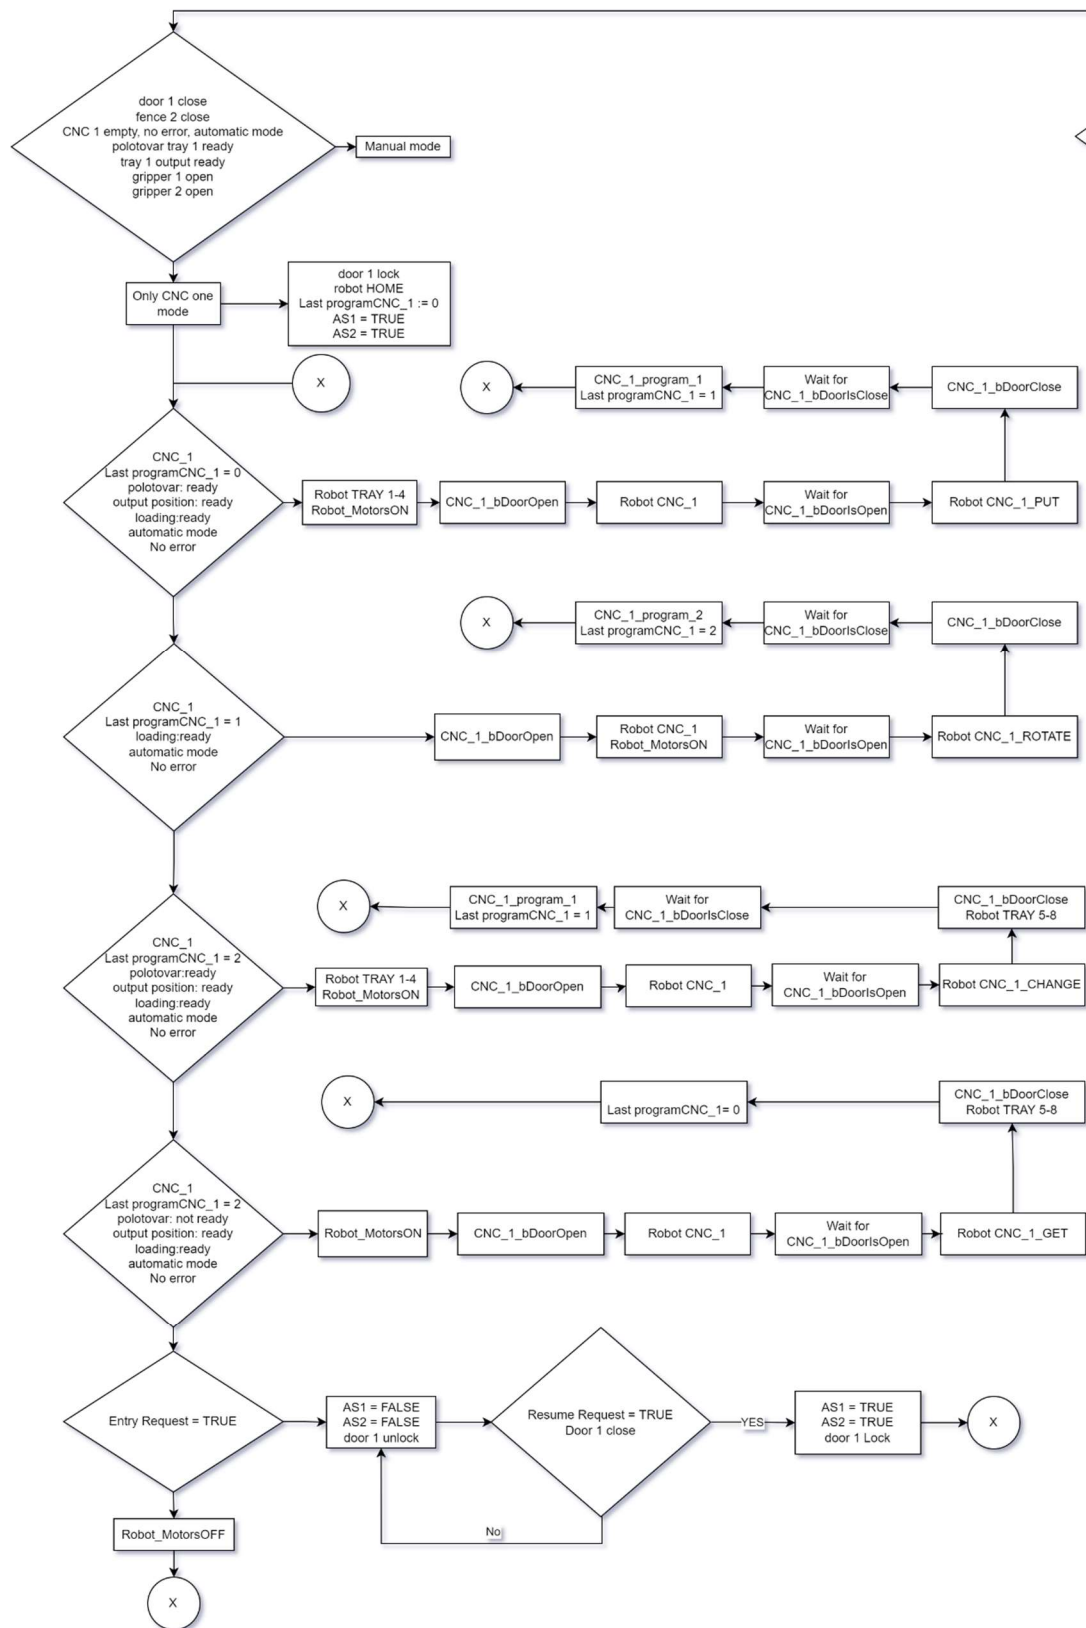 door 1 close
fence 2 close
CNC 1 empty, no error, automatic mode
polotovar tray 1 ready
tray 1 output ready
gripper 1 open
gripper 2 open
Manual mode
Only CNC one
mode
door 1 lock
robot HOME
Last programCNC_1 := 0
AS1 = TRUE
AS2 = TRUE
X
X
CNC_1_program_1
Last programCNC_1 = 1
Wait for
CNC_1_bDoorIsClose
CNC_1_bDoorClose
CNC_1
Last programCNC_1 = 0
polotovar: ready
output position: ready
loading:ready
automatic mode
No error
Robot TRAY 1-4
Robot_MotorsON
CNC_1_bDoorOpen
Robot CNC_1
Wait for
CNC_1_bDoorIsOpen
Robot CNC_1_PUT
X
CNC_1_program_2
Last programCNC_1 = 2
Wait for
CNC_1_bDoorIsClose
CNC_1_bDoorClose
CNC_1
Last programCNC_1 = 1
loading:ready
automatic mode
No error
CNC_1_bDoorOpen
Robot CNC_1
Robot_MotorsON
Wait for
CNC_1_bDoorIsOpen
Robot CNC_1_ROTATE
X
CNC_1_program_1
Last programCNC_1 = 1
Wait for
CNC_1_bDoorIsClose
CNC_1_bDoorClose
Robot TRAY 5-8
CNC_1
Last programCNC_1 = 2
polotovar:ready
output position: ready
loading:ready
automatic mode
No error
Robot TRAY 1-4
Robot_MotorsON
CNC_1_bDoorOpen
Robot CNC_1
Wait for
CNC_1_bDoorIsOpen
Robot CNC_1_CHANGE
X
Last programCNC_1= 0
CNC_1_bDoorClose
Robot TRAY 5-8
CNC_1
Last programCNC_1 = 2
polotovar: not ready
output position: ready
loading:ready
automatic mode
No error
Robot_MotorsON
CNC_1_bDoorOpen
Robot CNC_1
Wait for
CNC_1_bDoorIsOpen
Robot CNC_1_GET
Entry Request = TRUE
AS1 = FALSE
AS2 = FALSE
door 1 unlock
Resume Request = TRUE
Door 1 close
YES
AS1 = TRUE
AS2 = TRUE
door 1 Lock
X
No
Robot_MotorsOFF
X